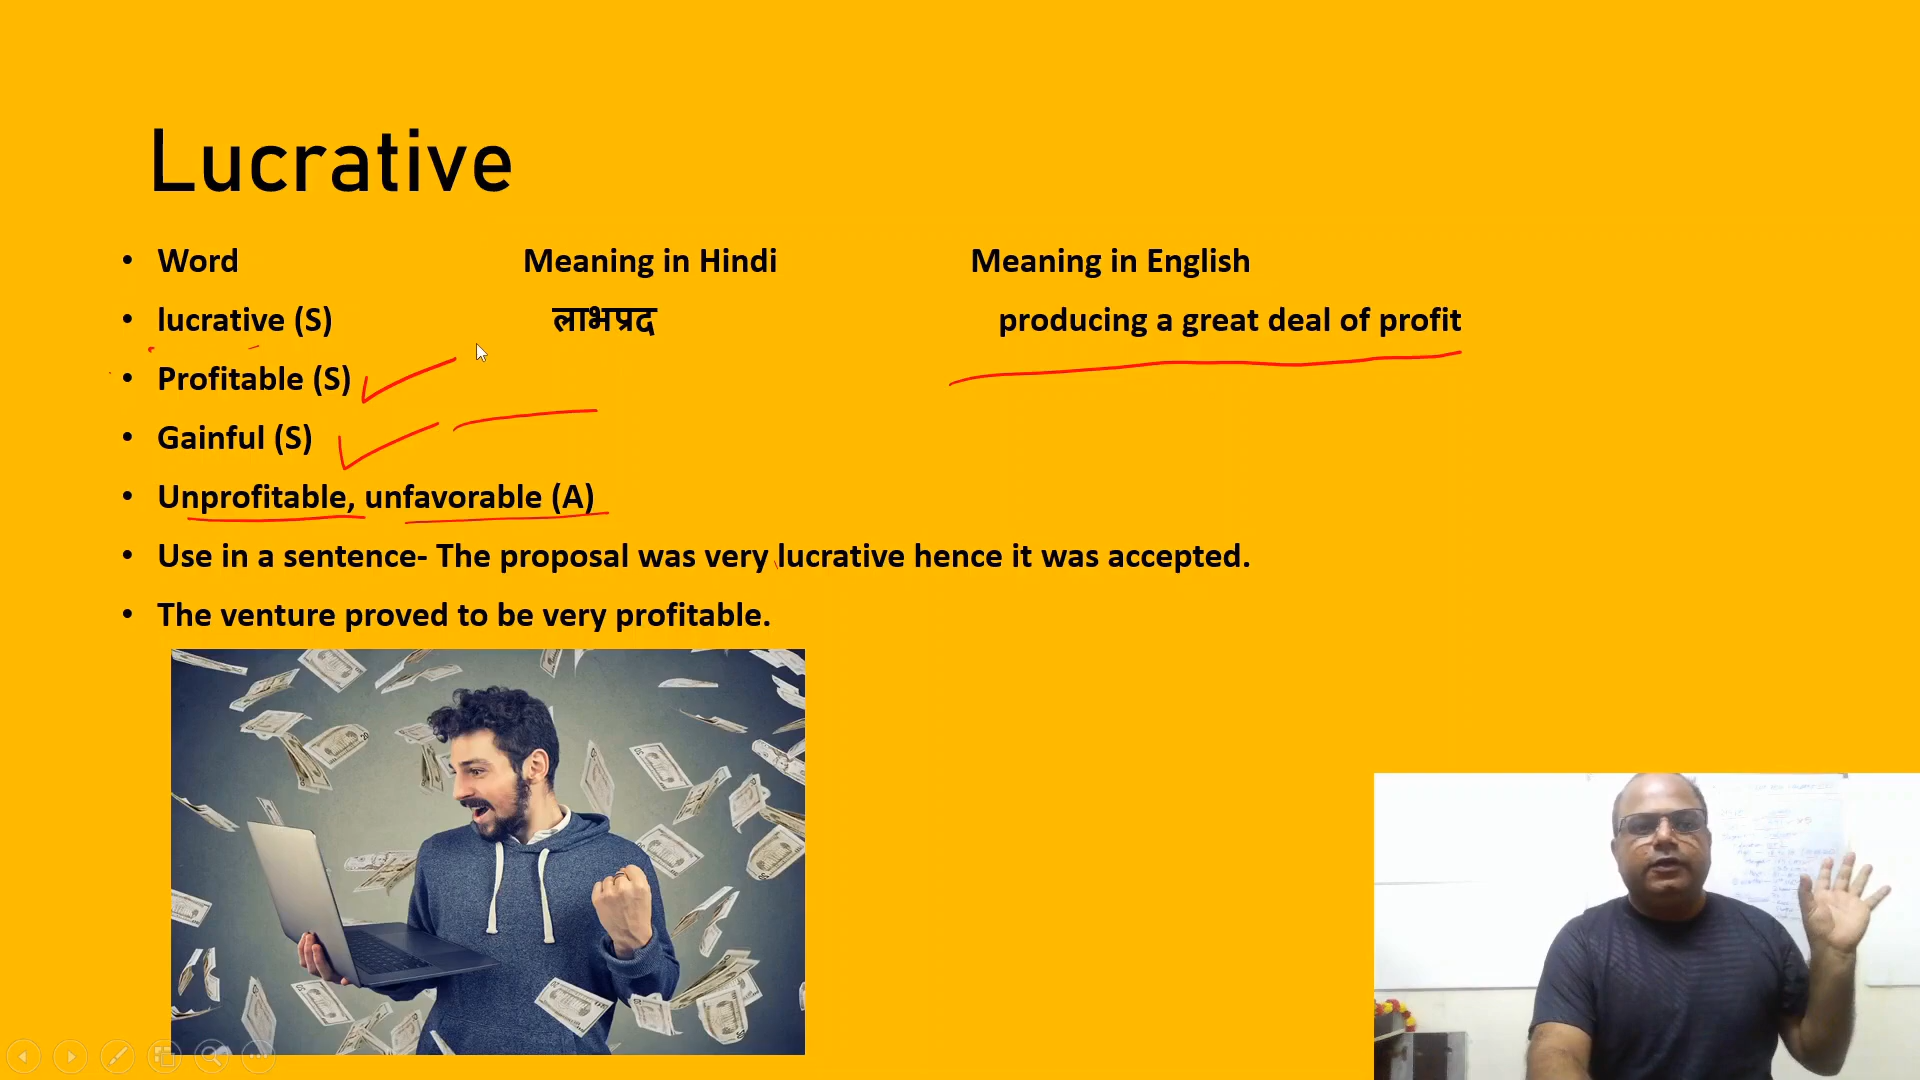 Lucrative
Word Meaning in Hindi Meaning in English
lucrative (S) लाभप्रद producing a great deal of profit
Profitable (S)
Gainful (S)
Unprofitable, unfavorable (A)
Use in a sentence- The proposal was very lucrative hence it was accepted.
The venture proved to be very profitable.